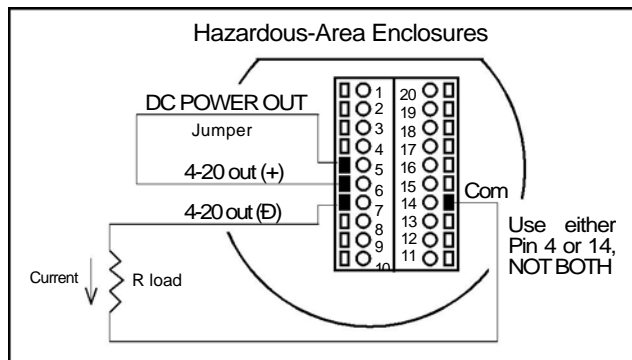 Hazardous-Area Enclosures
DC POWER OUT
Jumper
4-20 out (+)
4-20 out (Đ)
1
2
3
4
5
6
7
8
9
10
20
19
18
17
16
15
14
13
12
11
Com
Use either
Pin 4 or 14,
NOT BOTH
Current
R load